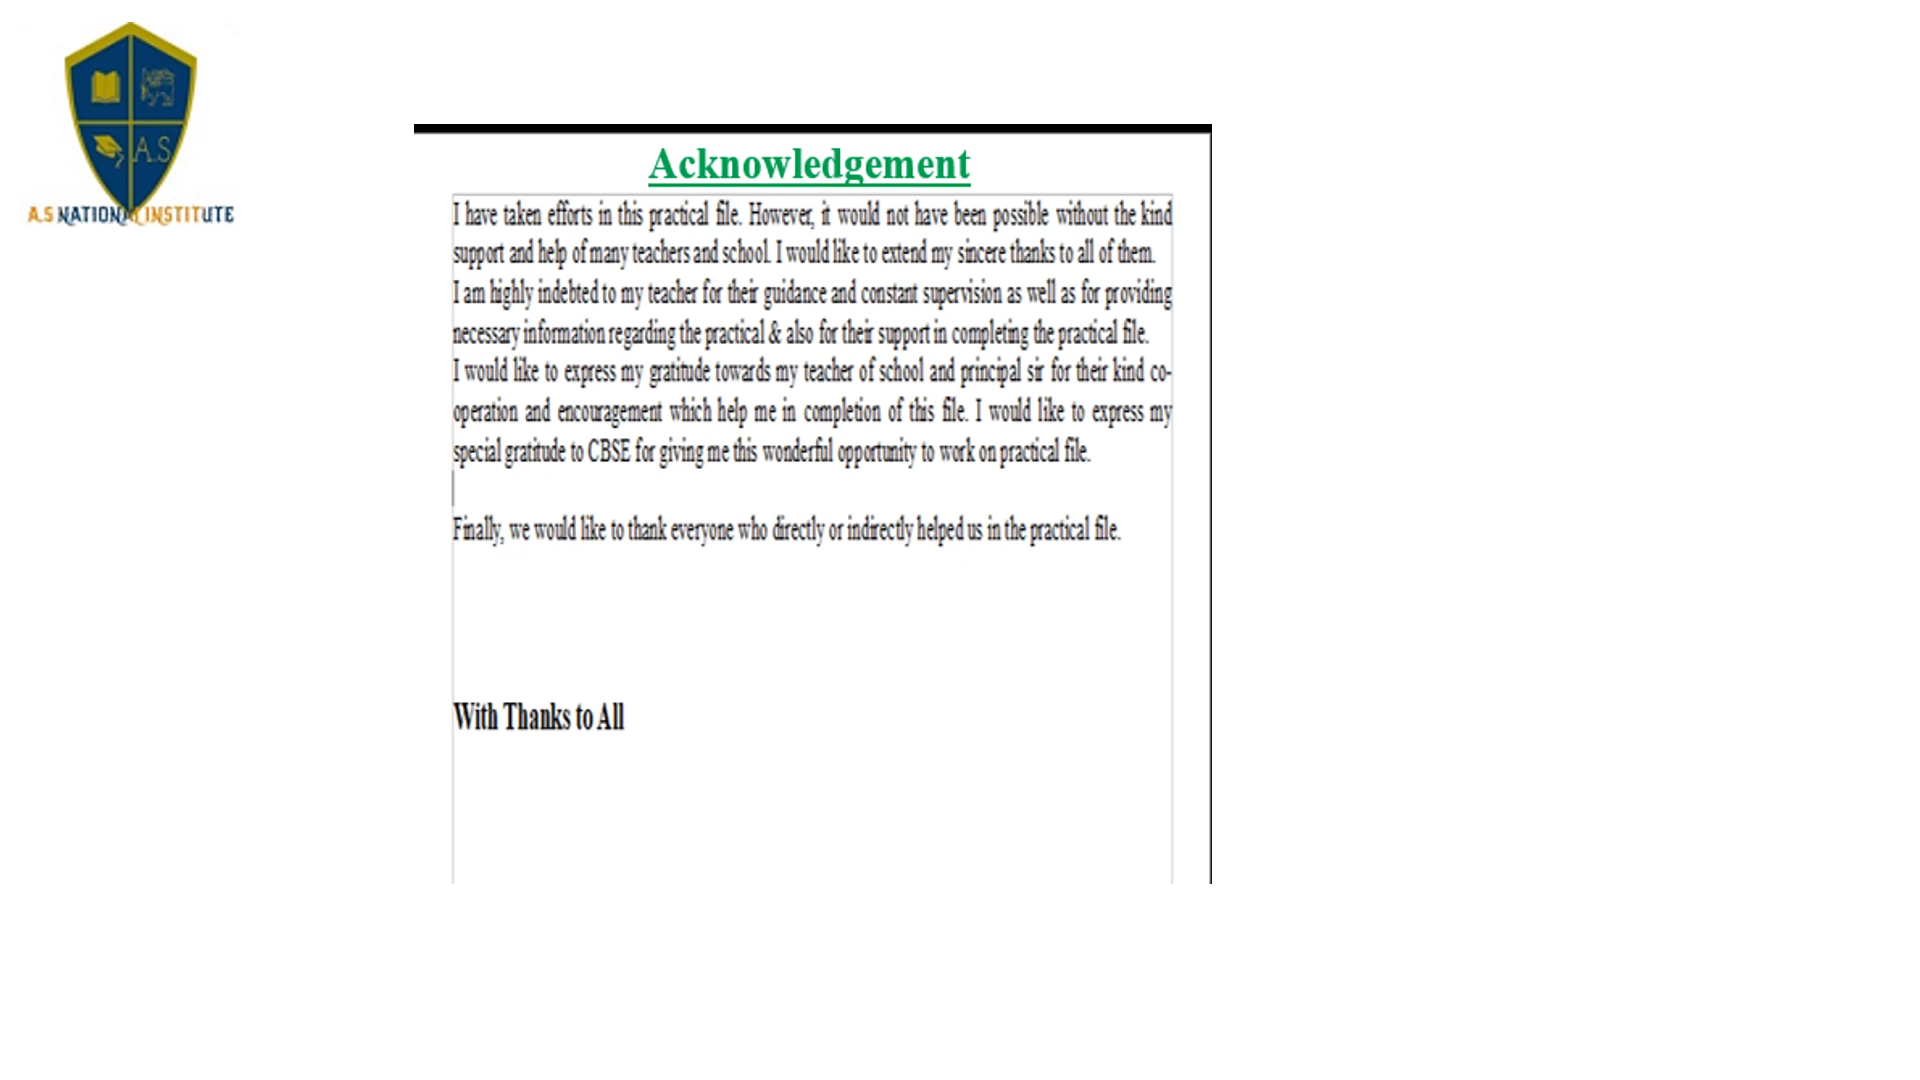 A.S
A.S NATIONAL INSTITUTE
Acknowledgement
I have taken efforts in this practical file. However, it would not have been possible without the kind
support and help of many teachers and school. I would like to extend my sincere thanks to all of them.
I am highly indebted to my teacher for their guidance and constant supervision as well as for providing
necessary information regarding the practical & also for their support in completing the practical file.
I would like to express my gratitude towards my teacher of school and principal sir for their kind co-
operation and encouragement which help me in completion of this file. I would like to express my
special gratitude to CBSE for giving me this wonderful opportunity to work on practical file.
Finally, we would like to thank everyone who directly or indirectly helped us in the practical file.
With Thanks to All